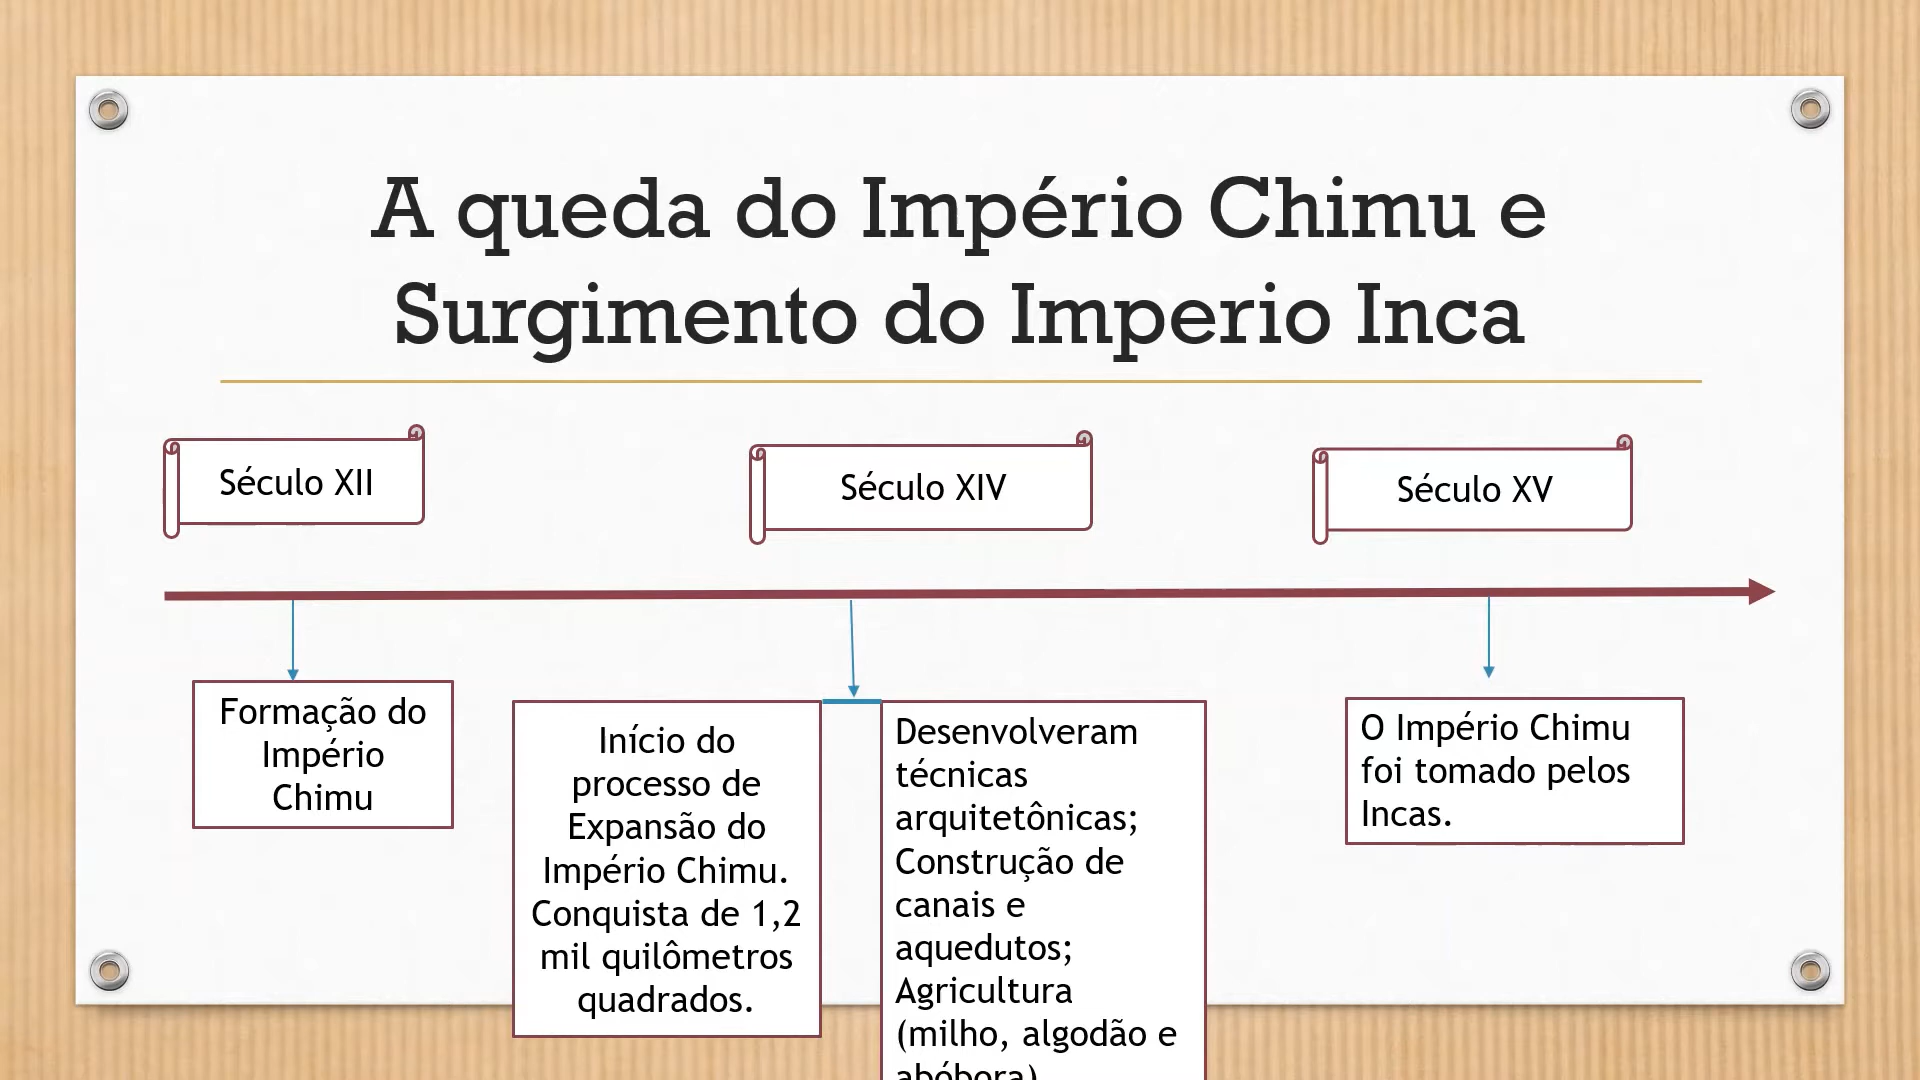 A queda do Império Chimu e
Surgimento do Imperio Inca
Século XII
Século XIV
Século XV
Formação do
Império
Chimu
Início do
processo de
Expansão do
Império Chimu.
Conquista de 1,2
mil quilômetros
quadrados.
Desenvolveram
técnicas
arquitetônicas;
Construção de
canais e
aquedutos;
Agricultura
(milho, algodão e
abóbora)
O Império Chimu
foi tomado pelos
Incas.